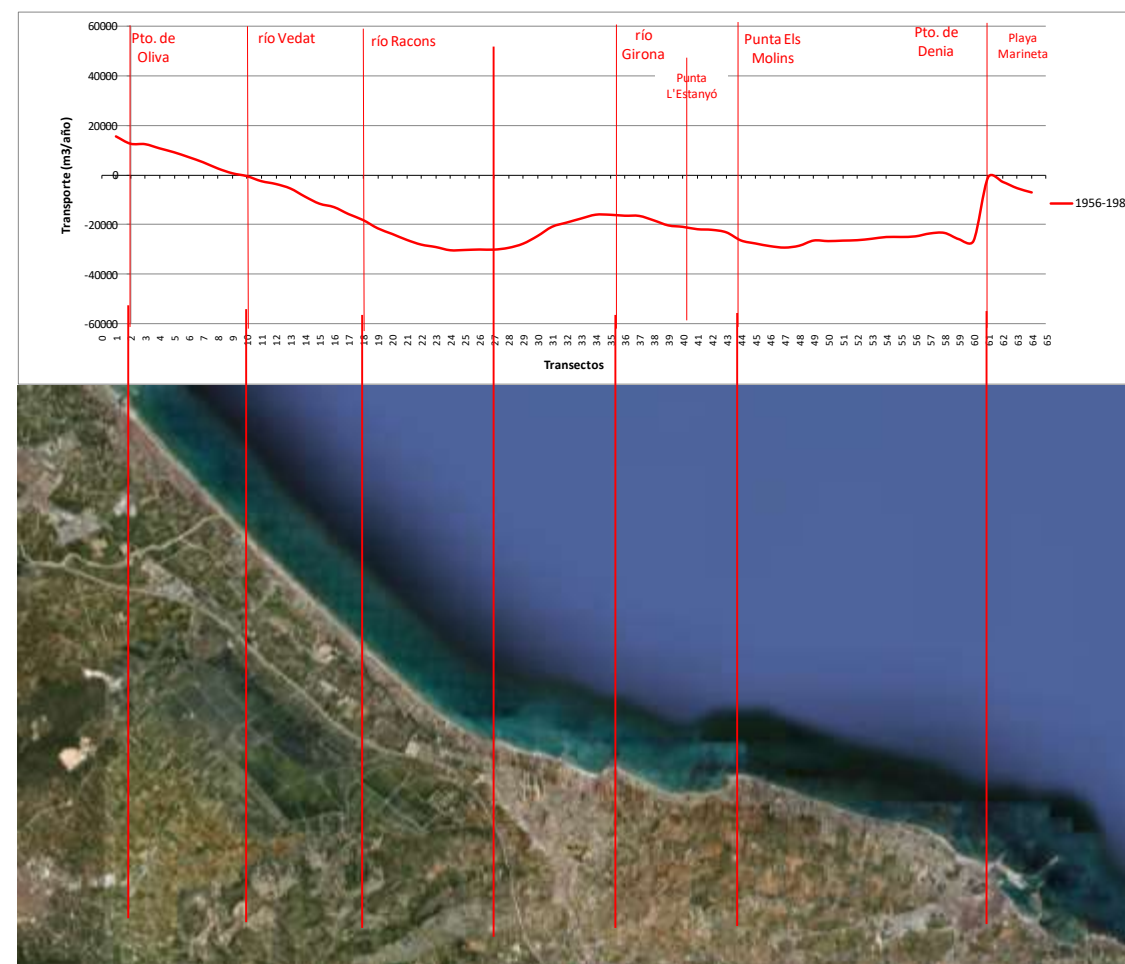 60000
40000
20000
0
-20000
-40000
-60000
Transporte (m3/año)
Pto. de
Oliva
río Vedat
río Racons
río
Girona
Punta
L'Estanyó
Punta Els
Molins
Pto. de
Denia
Playa
Marineta
1956-198
0 1 2 3 4 5 6 7 8 9 10 11 12 13 14 15 16 17 18 19 20 21 22 23 24 25 26 27 28 29 30 31 32 33 34 35 36 37 38 39 40 41 42 43 44 45 46 47 48 49 50 51 52 53 54 55 56 57 58 59 60 61 62 63 64 65
Transectos